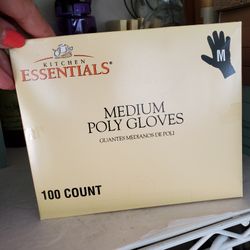 KITCHEN
ESSENTIALS®
M
MEDIUM
POLY GLOVES
GUANTES MEDIANOS DE POLI
100 COUNT